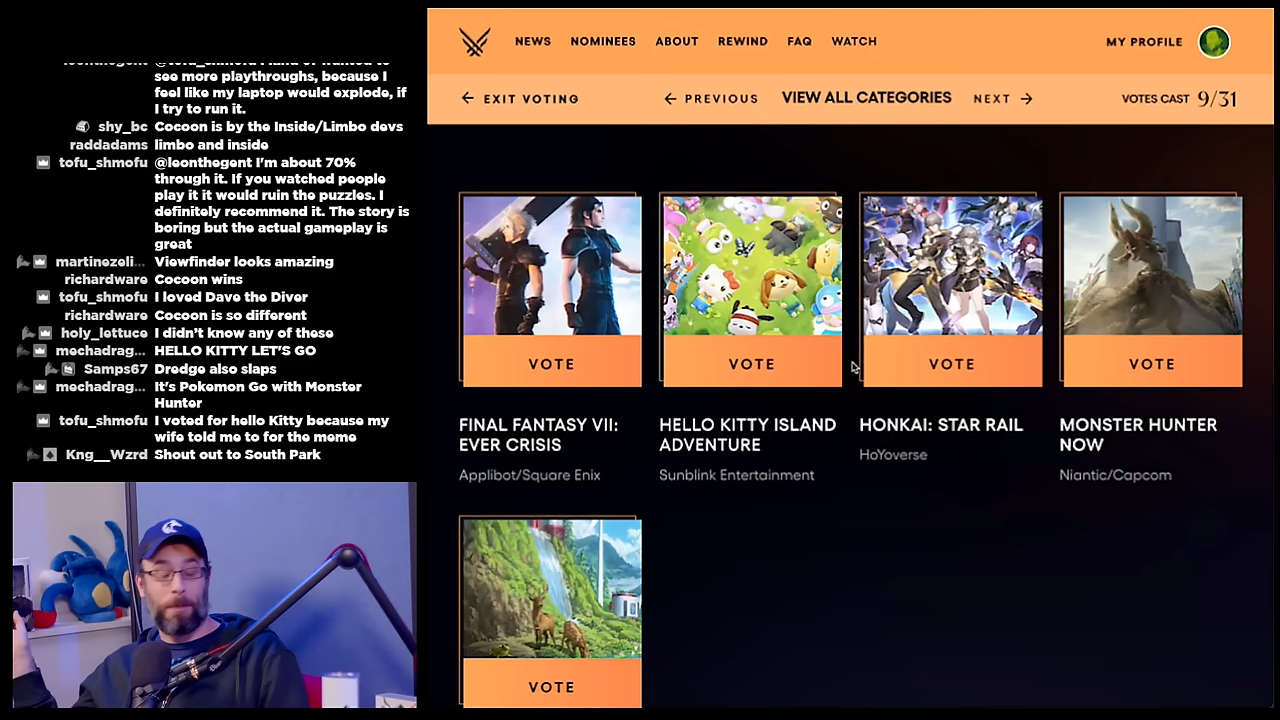 see more playthroughs, because I
feel like my laptop would explode, if
I try to run it.
shy_bc Cocoon is by the Inside/Limbo devs
raddadams limbo and inside
tofu_shmofu @leonthegent I'm about 70%
through it. If you watched people
play it it would ruin the puzzles. I
definitely recommend it. The story is
boring but the actual gameplay is
great
martinezeli... Viewfinder looks amazing
richardware Cocoon wins
tofu_shmofu I loved Dave the Diver
richardware Cocoon is so different
holy_lettuce I didn't know any of these
mechadrag... HELLO KITTY LET'S GO
Samps67 Dredge also slaps
mechadrag... It's Pokemon Go with Monster
Hunter
tofu_shmofu I voted for hello Kitty because my
wife told me to for the meme
Kng__Wzrd Shout out to South Park
NEWS NOMINEES ABOUT REWIND FAQ WATCH MY PROFILE
← EXIT VOTING ← PREVIOUS VIEW ALL CATEGORIES NEXT → VOTES CAST 9/31
VOTE VOTE VOTE VOTE
FINAL FANTASY VII:
EVER CRISIS
Applibot/Square Enix
HELLO KITTY ISLAND
ADVENTURE
Sunblink Entertainment
HONKAI: STAR RAIL
HoYoverse
MONSTER HUNTER
NOW
Niantic/Capcom
VOTE